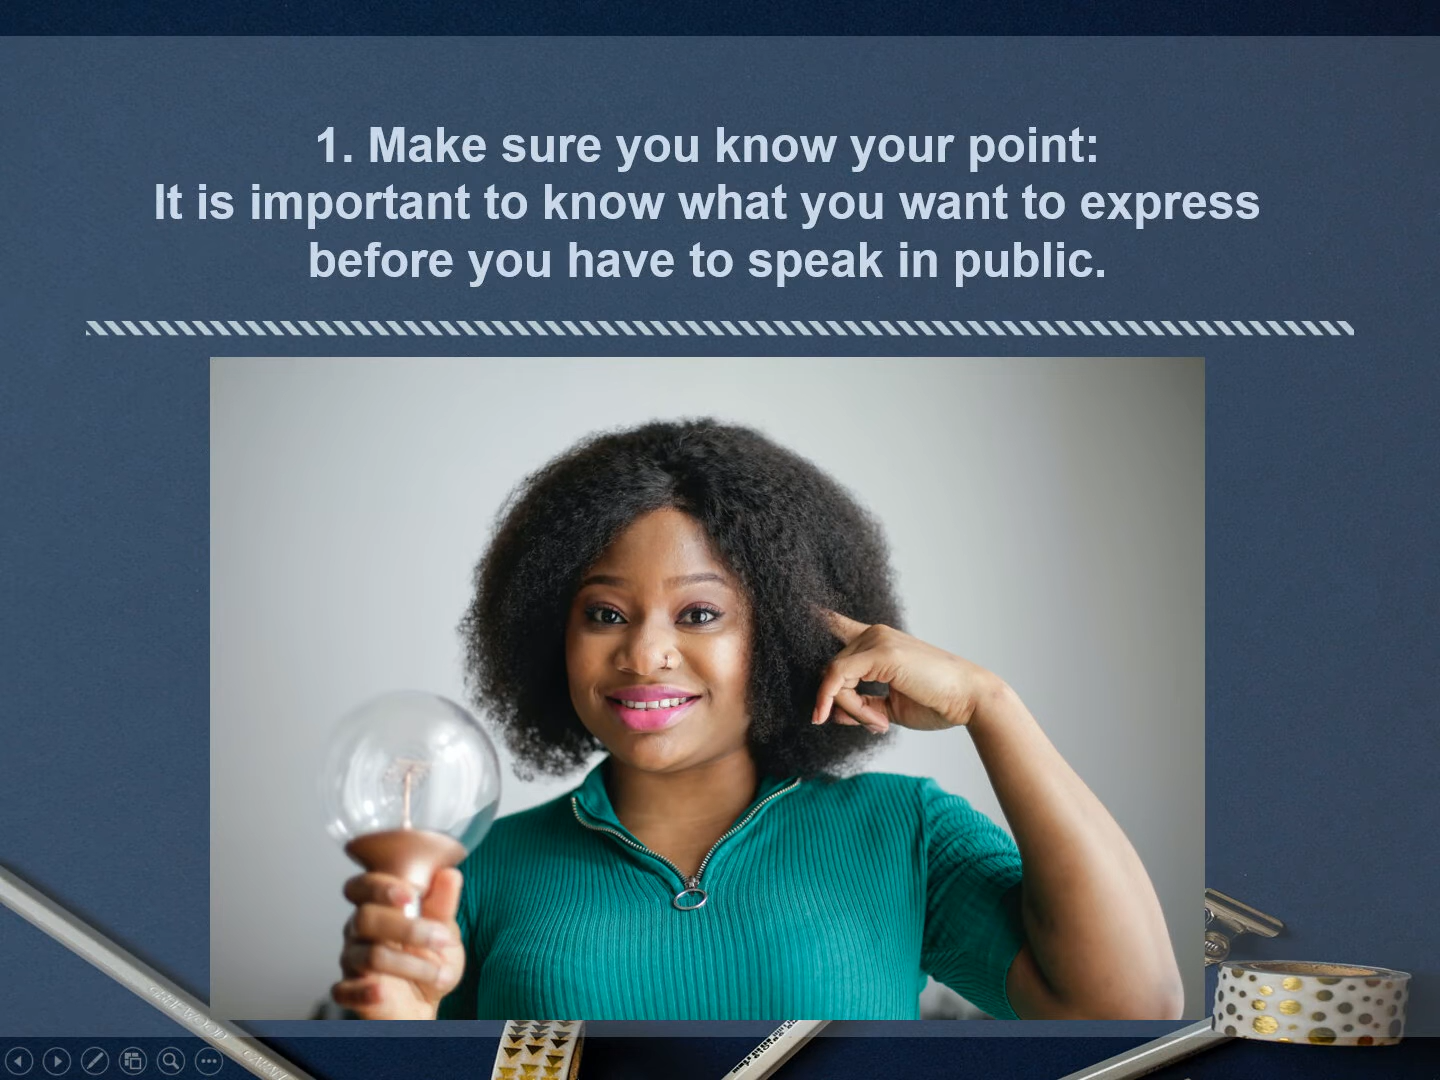 1. Make sure you know your point:
It is important to know what you want to express
before you have to speak in public.